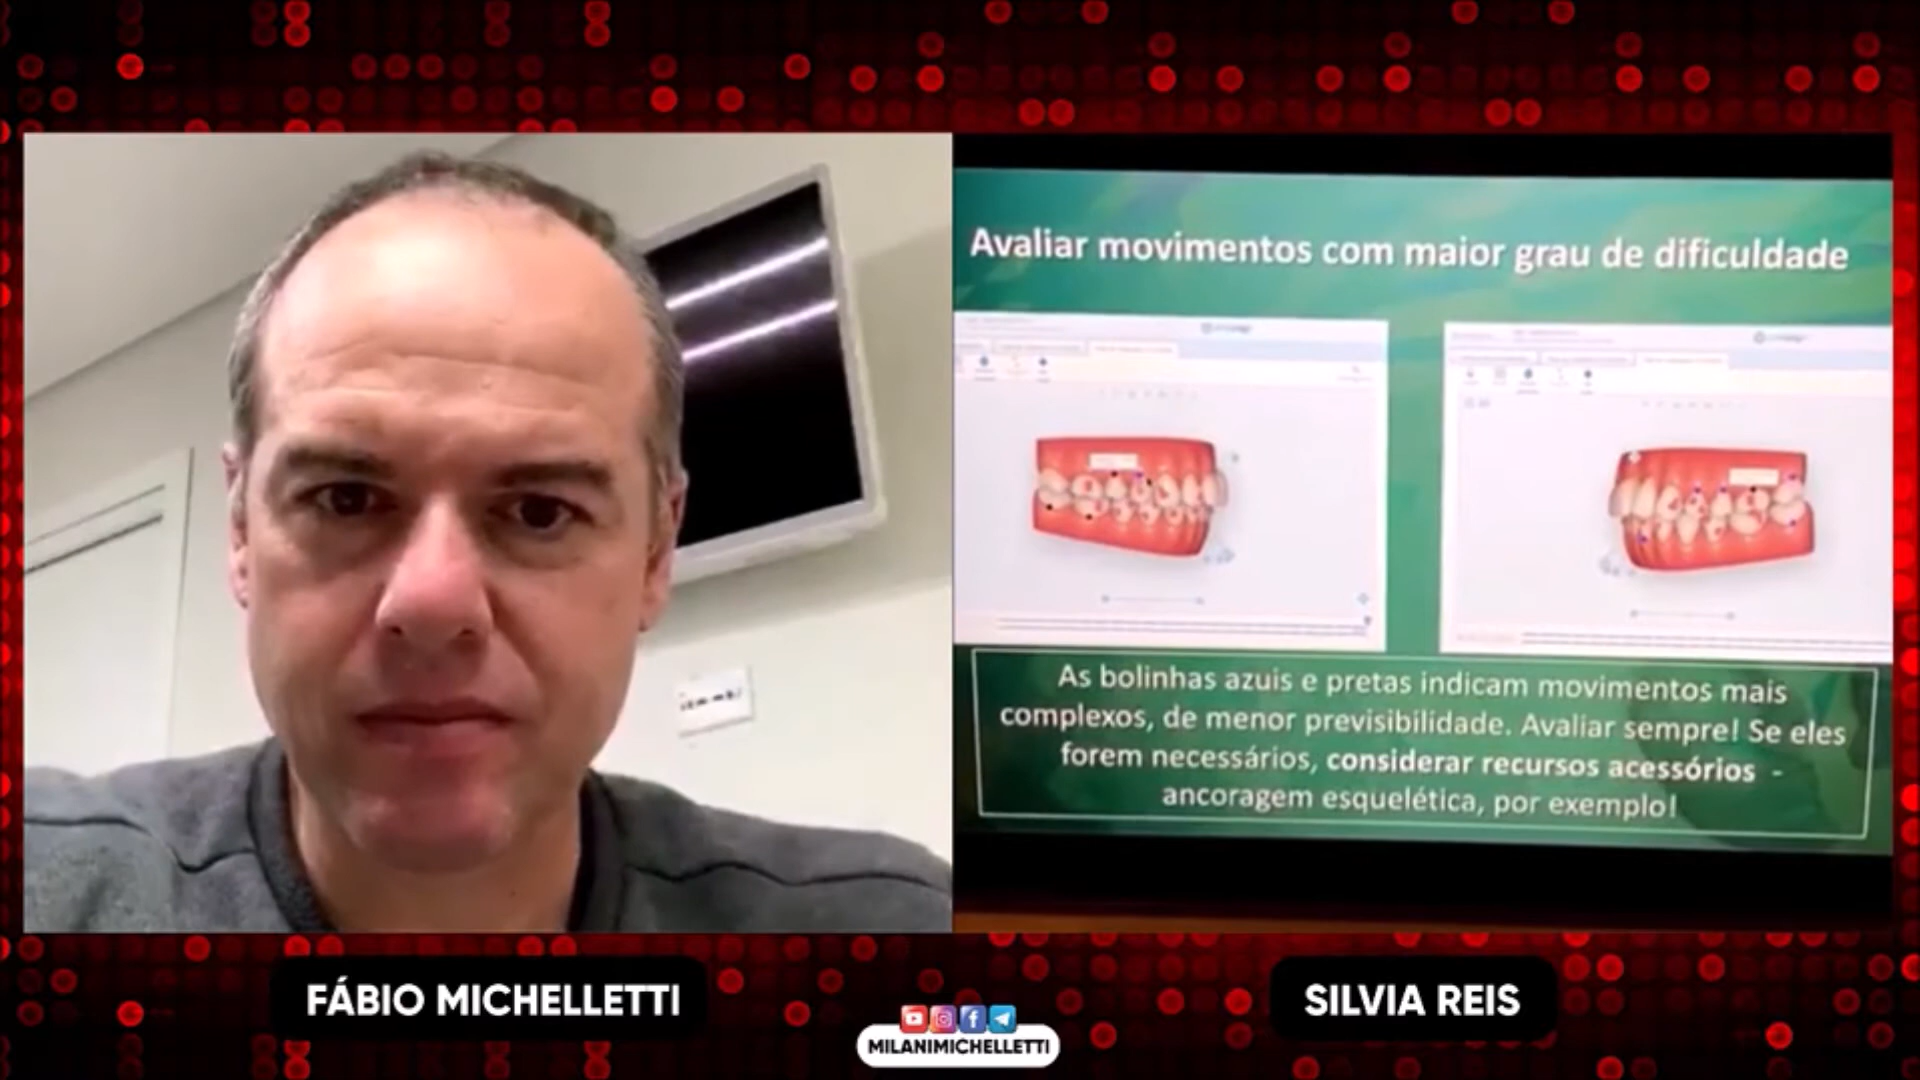 Avaliar movimentos com maior grau de dificuldade
As bolinhas azuis e pretas indicam movimentos mais
complexos, de menor previsibilidade. Avaliar sempre! Se eles
forem necessários, considerar recursos acessórios -
ancoragem esquelética, por exemplo!
FÁBIO MICHELLETTI
SILVIA REIS
MILANIMICHELLETTI